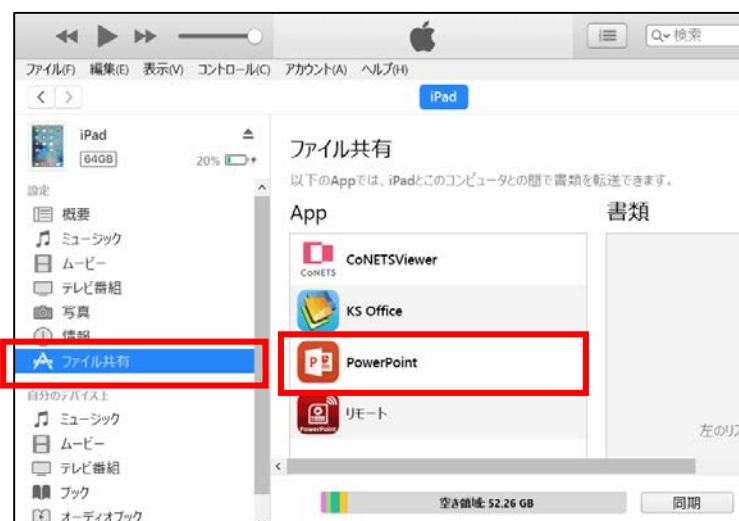 検索
ファイル(F) 編集(E) 表示(V) コントロール(C) アカウント(A) ヘルプ(H)
iPad
iPad
64GB
20%
設定
概要
ミュージック
ムービー
テレビ番組
写真
情報
ファイル共有
自分のデバイス上
ミュージック
ムービー
テレビ番組
ブック
オーディオブック
ファイル共有
以下のAppでは、iPadとこのコンピュータとの間で書類を転送できます。
App
CoNETS
CoNETSViewer
KS Office
PowerPoint
PowerPoint
リモート
書類
左のリス
空き領域: 52.26 GB
同期